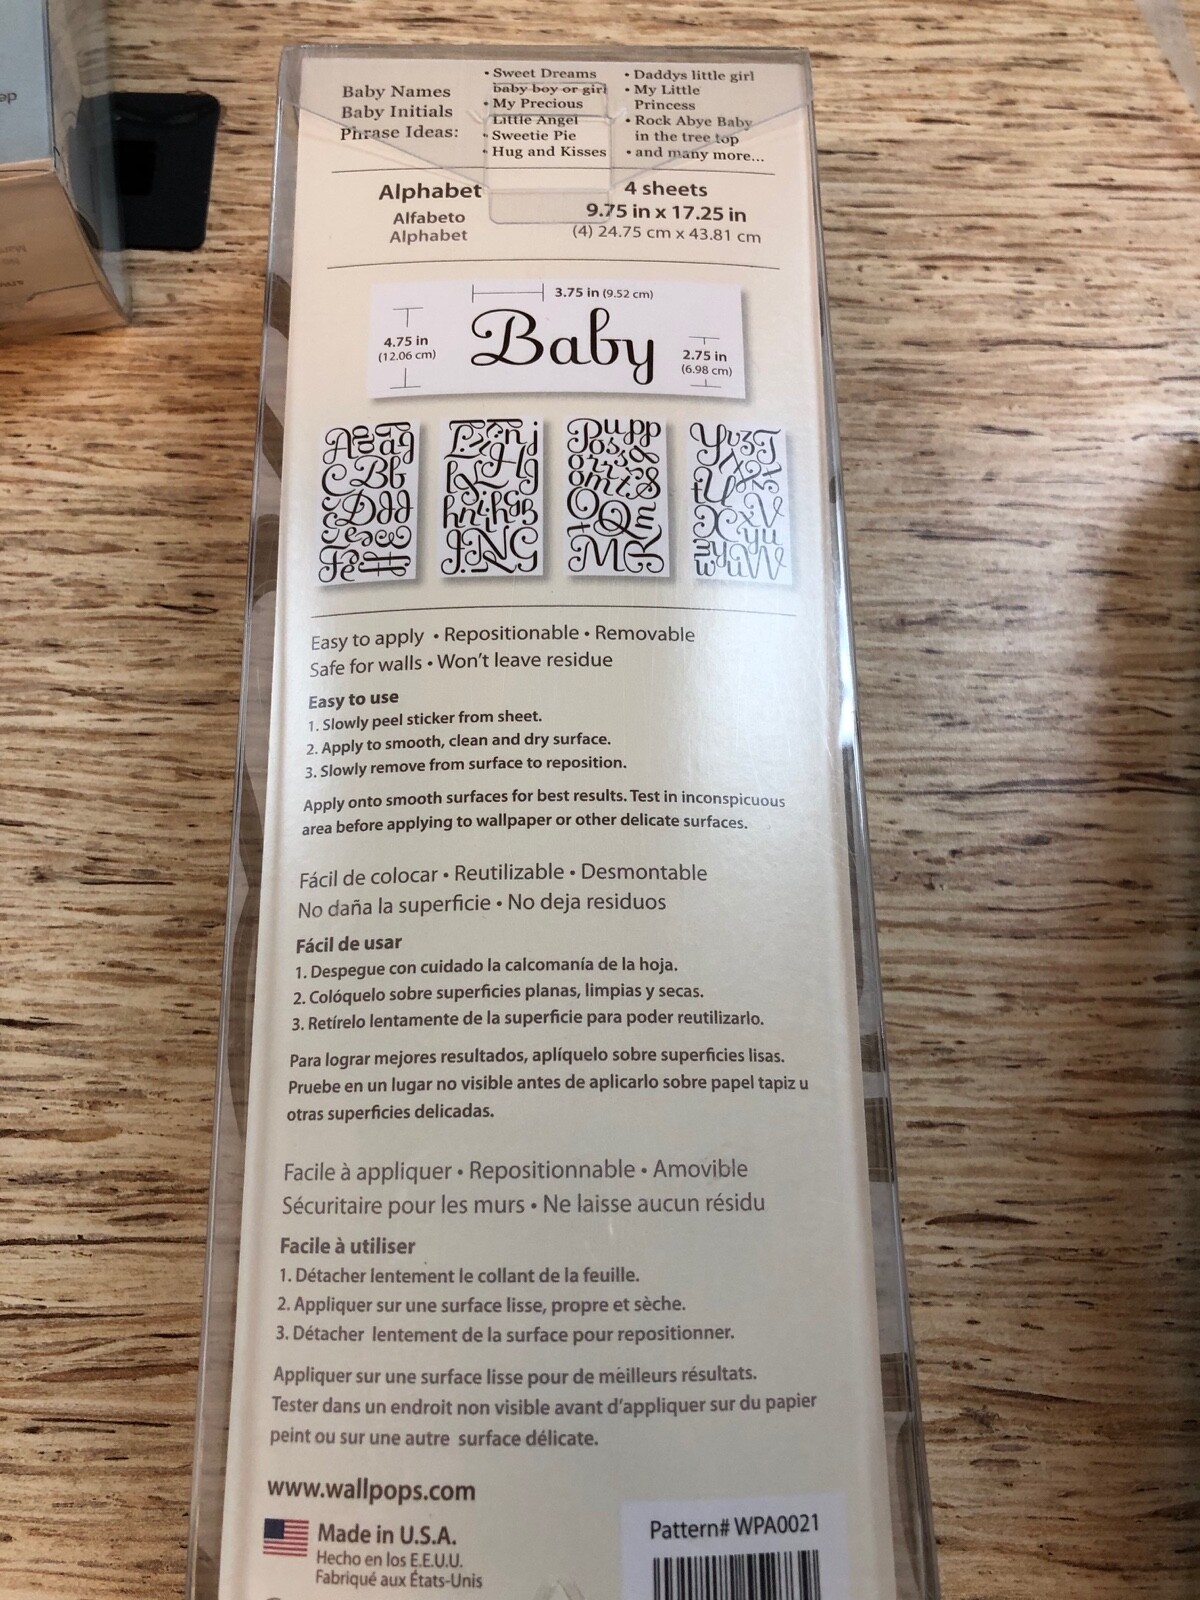 Baby Names
Baby Initials
Phrase Ideas:
• Sweet Dreams
baby boy or girl
• My Precious
Little Angel
• Sweetie Pie
• Hug and Kisses
• Daddys little girl
• My Little
Princess
• Rock Abye Baby
in the tree top
• and many more...
Alphabet
Alfabeto
Alphabet
4 sheets
9.75 in x 17.25 in
(4) 24.75 cm x 43.81 cm
3.75 in (9.52 cm)
4.75 in
(12.06 cm)
Baby
2.75 in
(6.98 cm)
Easy to apply • Repositionable • Removable
Safe for walls • Won't leave residue
Easy to use
1. Slowly peel sticker from sheet.
2. Apply to smooth, clean and dry surface.
3. Slowly remove from surface to reposition.
Apply onto smooth surfaces for best results. Test in inconspicuous
area before applying to wallpaper or other delicate surfaces.
Fácil de colocar • Reutilizable • Desmontable
No daña la superficie • No deja residuos
Fácil de usar
1. Despegue con cuidado la calcomanía de la hoja.
2. Colóquelo sobre superficies planas, limpias y secas.
3. Retírelo lentamente de la superficie para poder reutilizarlo.
Para lograr mejores resultados, aplíquelo sobre superficies lisas.
Pruebe en un lugar no visible antes de aplicarlo sobre papel tapiz u
otras superficies delicadas.
Facile à appliquer • Repositionnable • Amovible
Sécuritaire pour les murs • Ne laisse aucun résidu
Facile à utiliser
1. Détacher lentement le collant de la feuille.
2. Appliquer sur une surface lisse, propre et sèche.
3. Détacher lentement de la surface pour repositionner.
Appliquer sur une surface lisse pour de meilleurs résultats.
Tester dans un endroit non visible avant d'appliquer sur du papier
peint ou sur une autre surface délicate.
www.wallpops.com
Made in U.S.A.
Hecho en los E.E.U.U.
Fabriqué aux États-Unis
Pattern# WPA0021